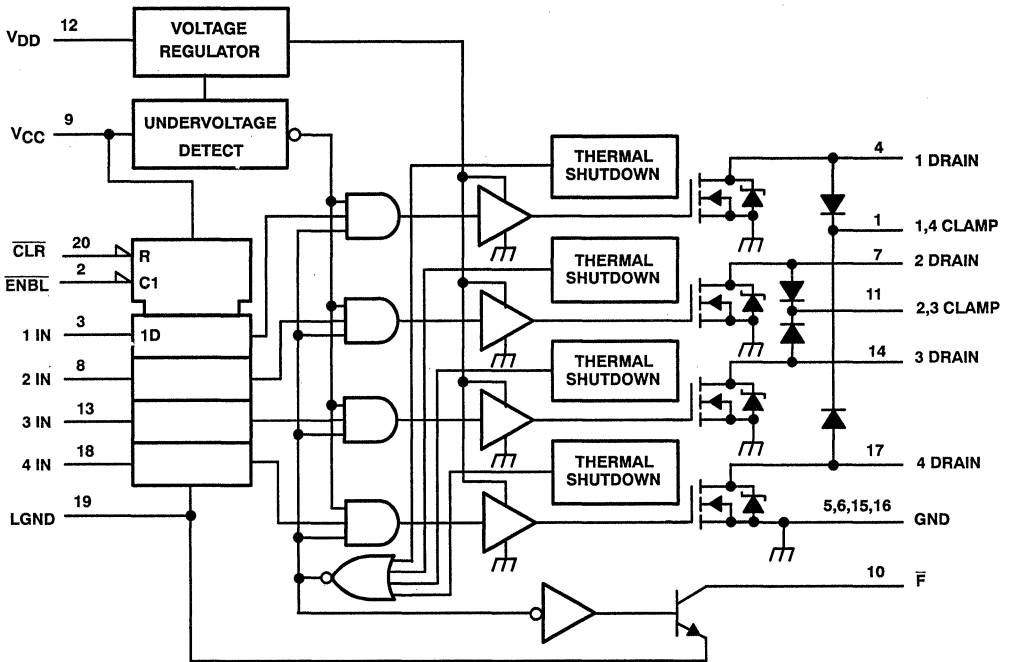 12
VDD
VOLTAGE
REGULATOR
9
VCC
UNDERVOLTAGE
DETECT
THERMAL
SHUTDOWN
4
1 DRAIN
1
1,4 CLAMP
CLR
20
R
ENBL
2
C1
THERMAL
SHUTDOWN
7
2 DRAIN
11
2,3 CLAMP
1 IN
3
1D
2 IN
8
THERMAL
SHUTDOWN
14
3 DRAIN
3 IN
13
4 IN
18
THERMAL
SHUTDOWN
17
4 DRAIN
LGND
19
5,6,15,16
GND
10
F